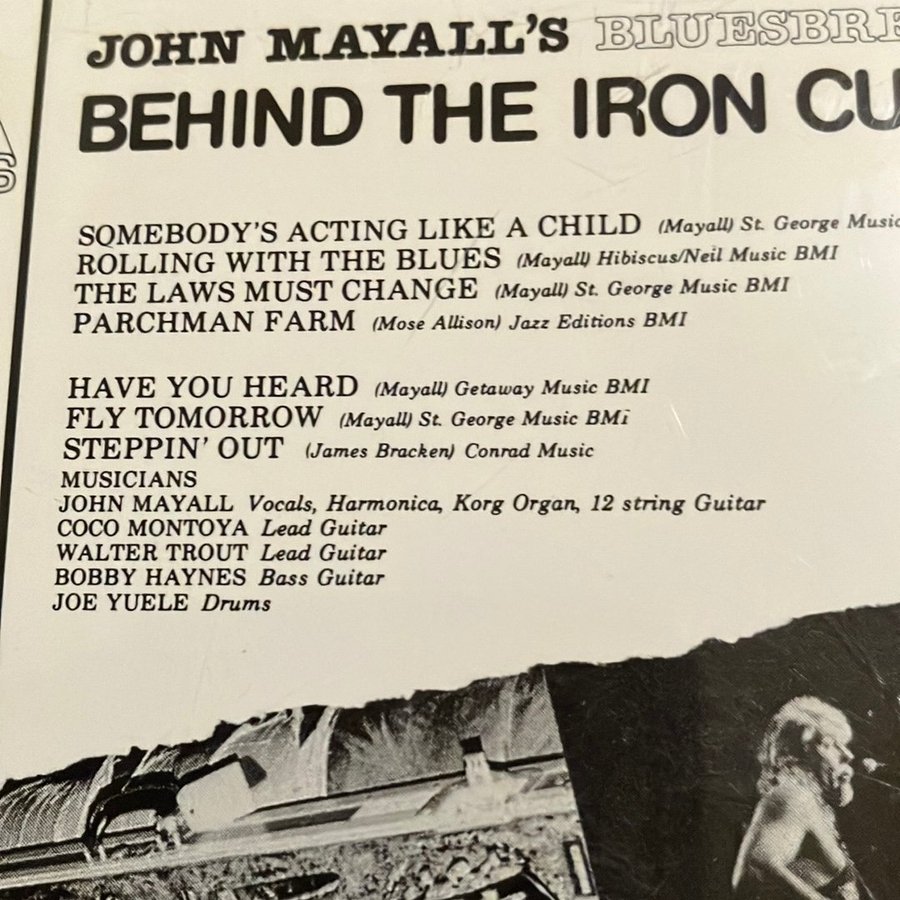 JOHN MAYALL'S BLUESBRE
BEHIND THE IRON CU
SOMEBODY'S ACTING LIKE A CHILD (Mayall) St. George Music
ROLLING WITH THE BLUES (Mayall) Hibiscus/Neil Music BMI
THE LAWS MUST CHANGE (Mayall) St. George Music BMI
PARCHMAN FARM (Mose Allison) Jazz Editions BMI
HAVE YOU HEARD (Mayall) Getaway Music BMI
FLY TOMORROW (Mayall) St. George Music BMi
STEPPIN' OUT (James Bracken) Conrad Music
MUSICIANS
JOHN MAYALL Vocals, Harmonica, Korg Organ, 12 string Guitar
COCO MONTOYA Lead Guitar
WALTER TROUT Lead Guitar
BOBBY HAYNES Bass Guitar
JOE YUELE Drums